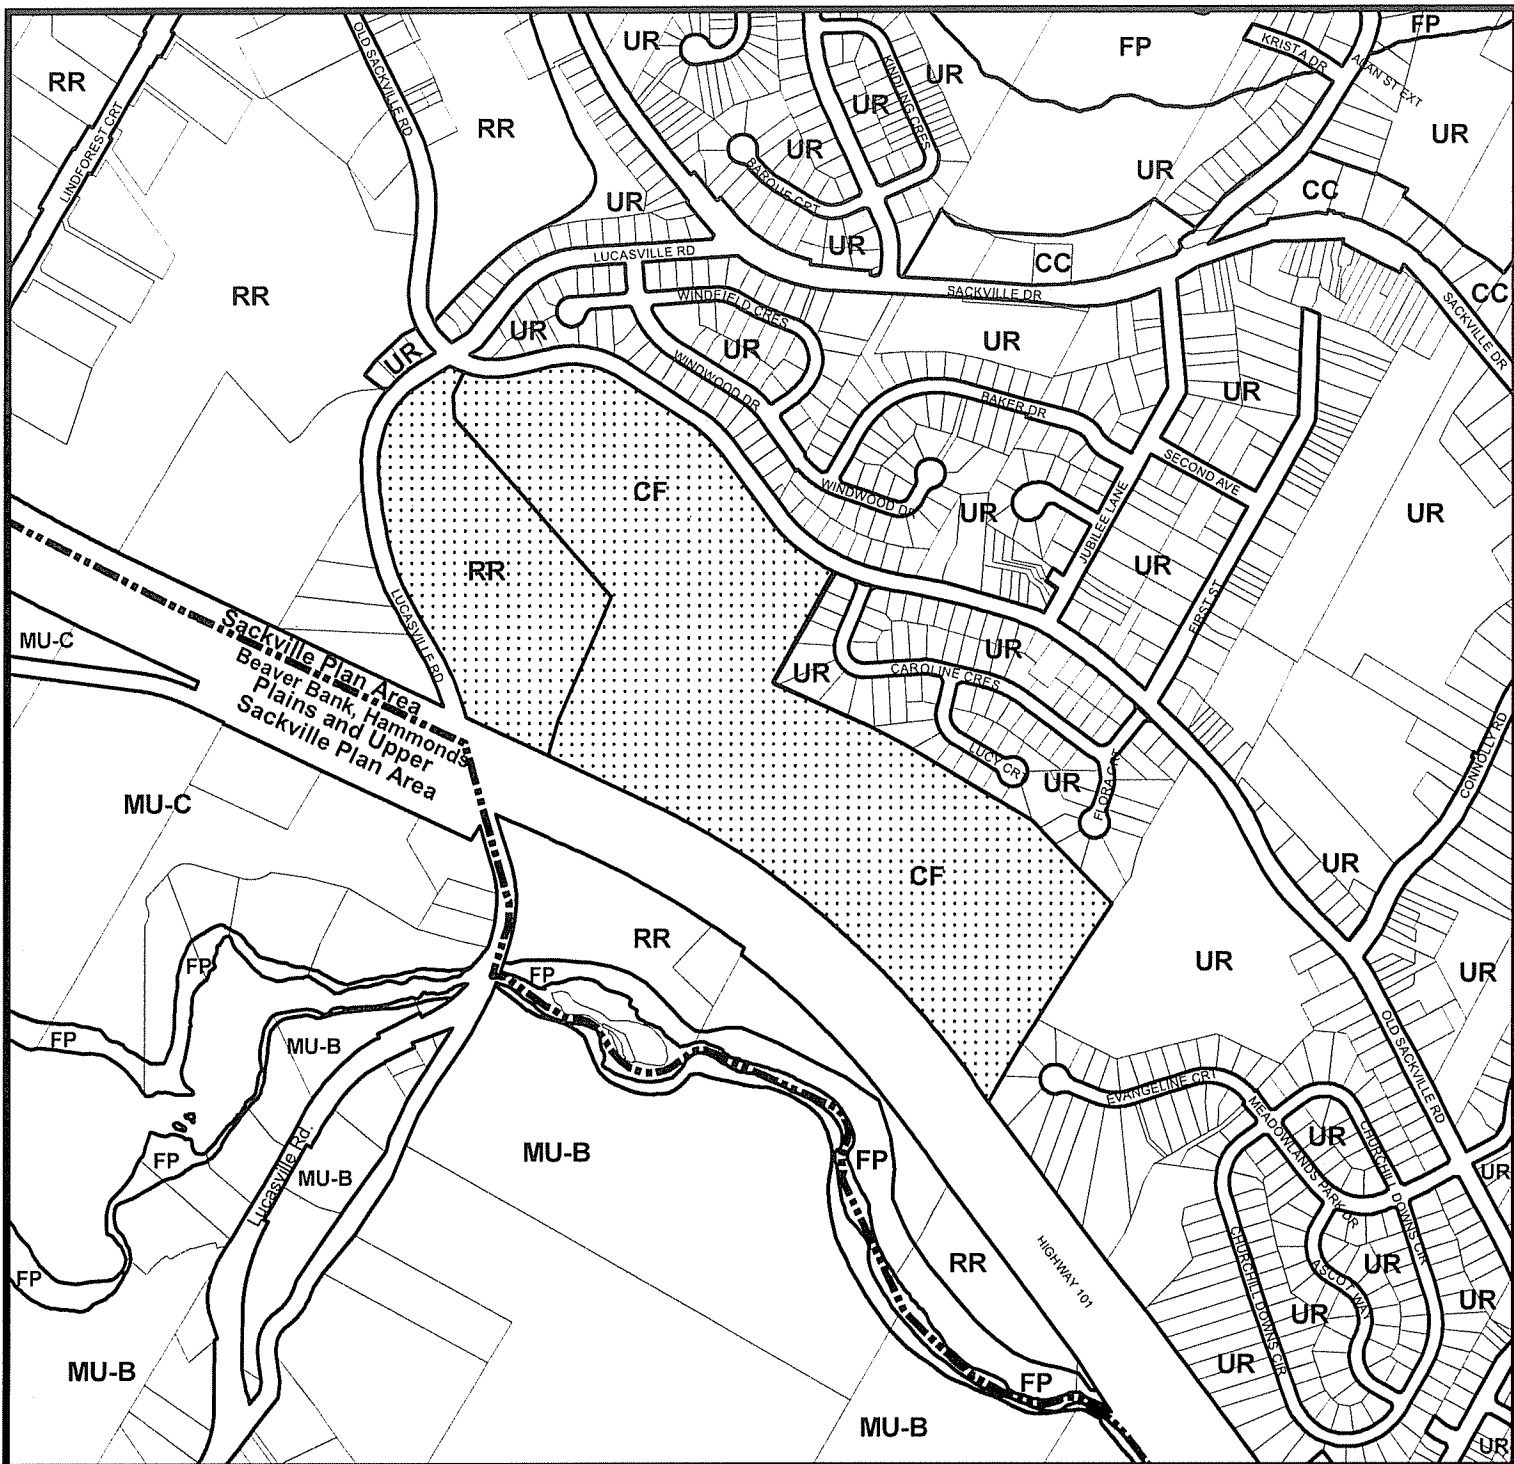 RR
LINDFOREST CRT
OLD SACKVILLE RD
RR
UR
UR
KINDLING CRES
UR
UR
BARQUE CRT
UR
FP
FP
KRISTA DR
ALAN ST EXT
UR
UR
CC
UR
CC
SACKVILLE DR
CC
SACKVILLE DR
LUCASVILLE RD
RR
UR
UR
WINDFIELD CRES
UR
WINDWOOD DR
UR
BAKER DR
UR
SECOND AVE
WINDWOOD DR
UR
JUBILEE LANE
UR
FIRST ST
UR
CF
RR
LUCASVILLE RD
MU-C
Sackville Plan Area
Beaver Bank, Hammonds
Plains and Upper
Sackville Plan Area
UR
UR
CAROLINE CRES
LUCY CRT
UR
FLORA CRT
CONNOLLY RD
MU-C
CF
UR
RR
UR
UR
FP
FP
FP
MU-B
OLD SACKVILLE RD
EVANGELINE CRT
MEADOWLANDS PARK DR
UR
CHURCHILL DOWNS CIR
UR
FP
Lucasville Rd.
MU-B
MU-B
FP
RR
HIGHWAY 101
CHURCHILL DOWNS CIR
UR
ASCOT WAY
UR
UR
FP
MU-B
UR
FP
MU-B
UR